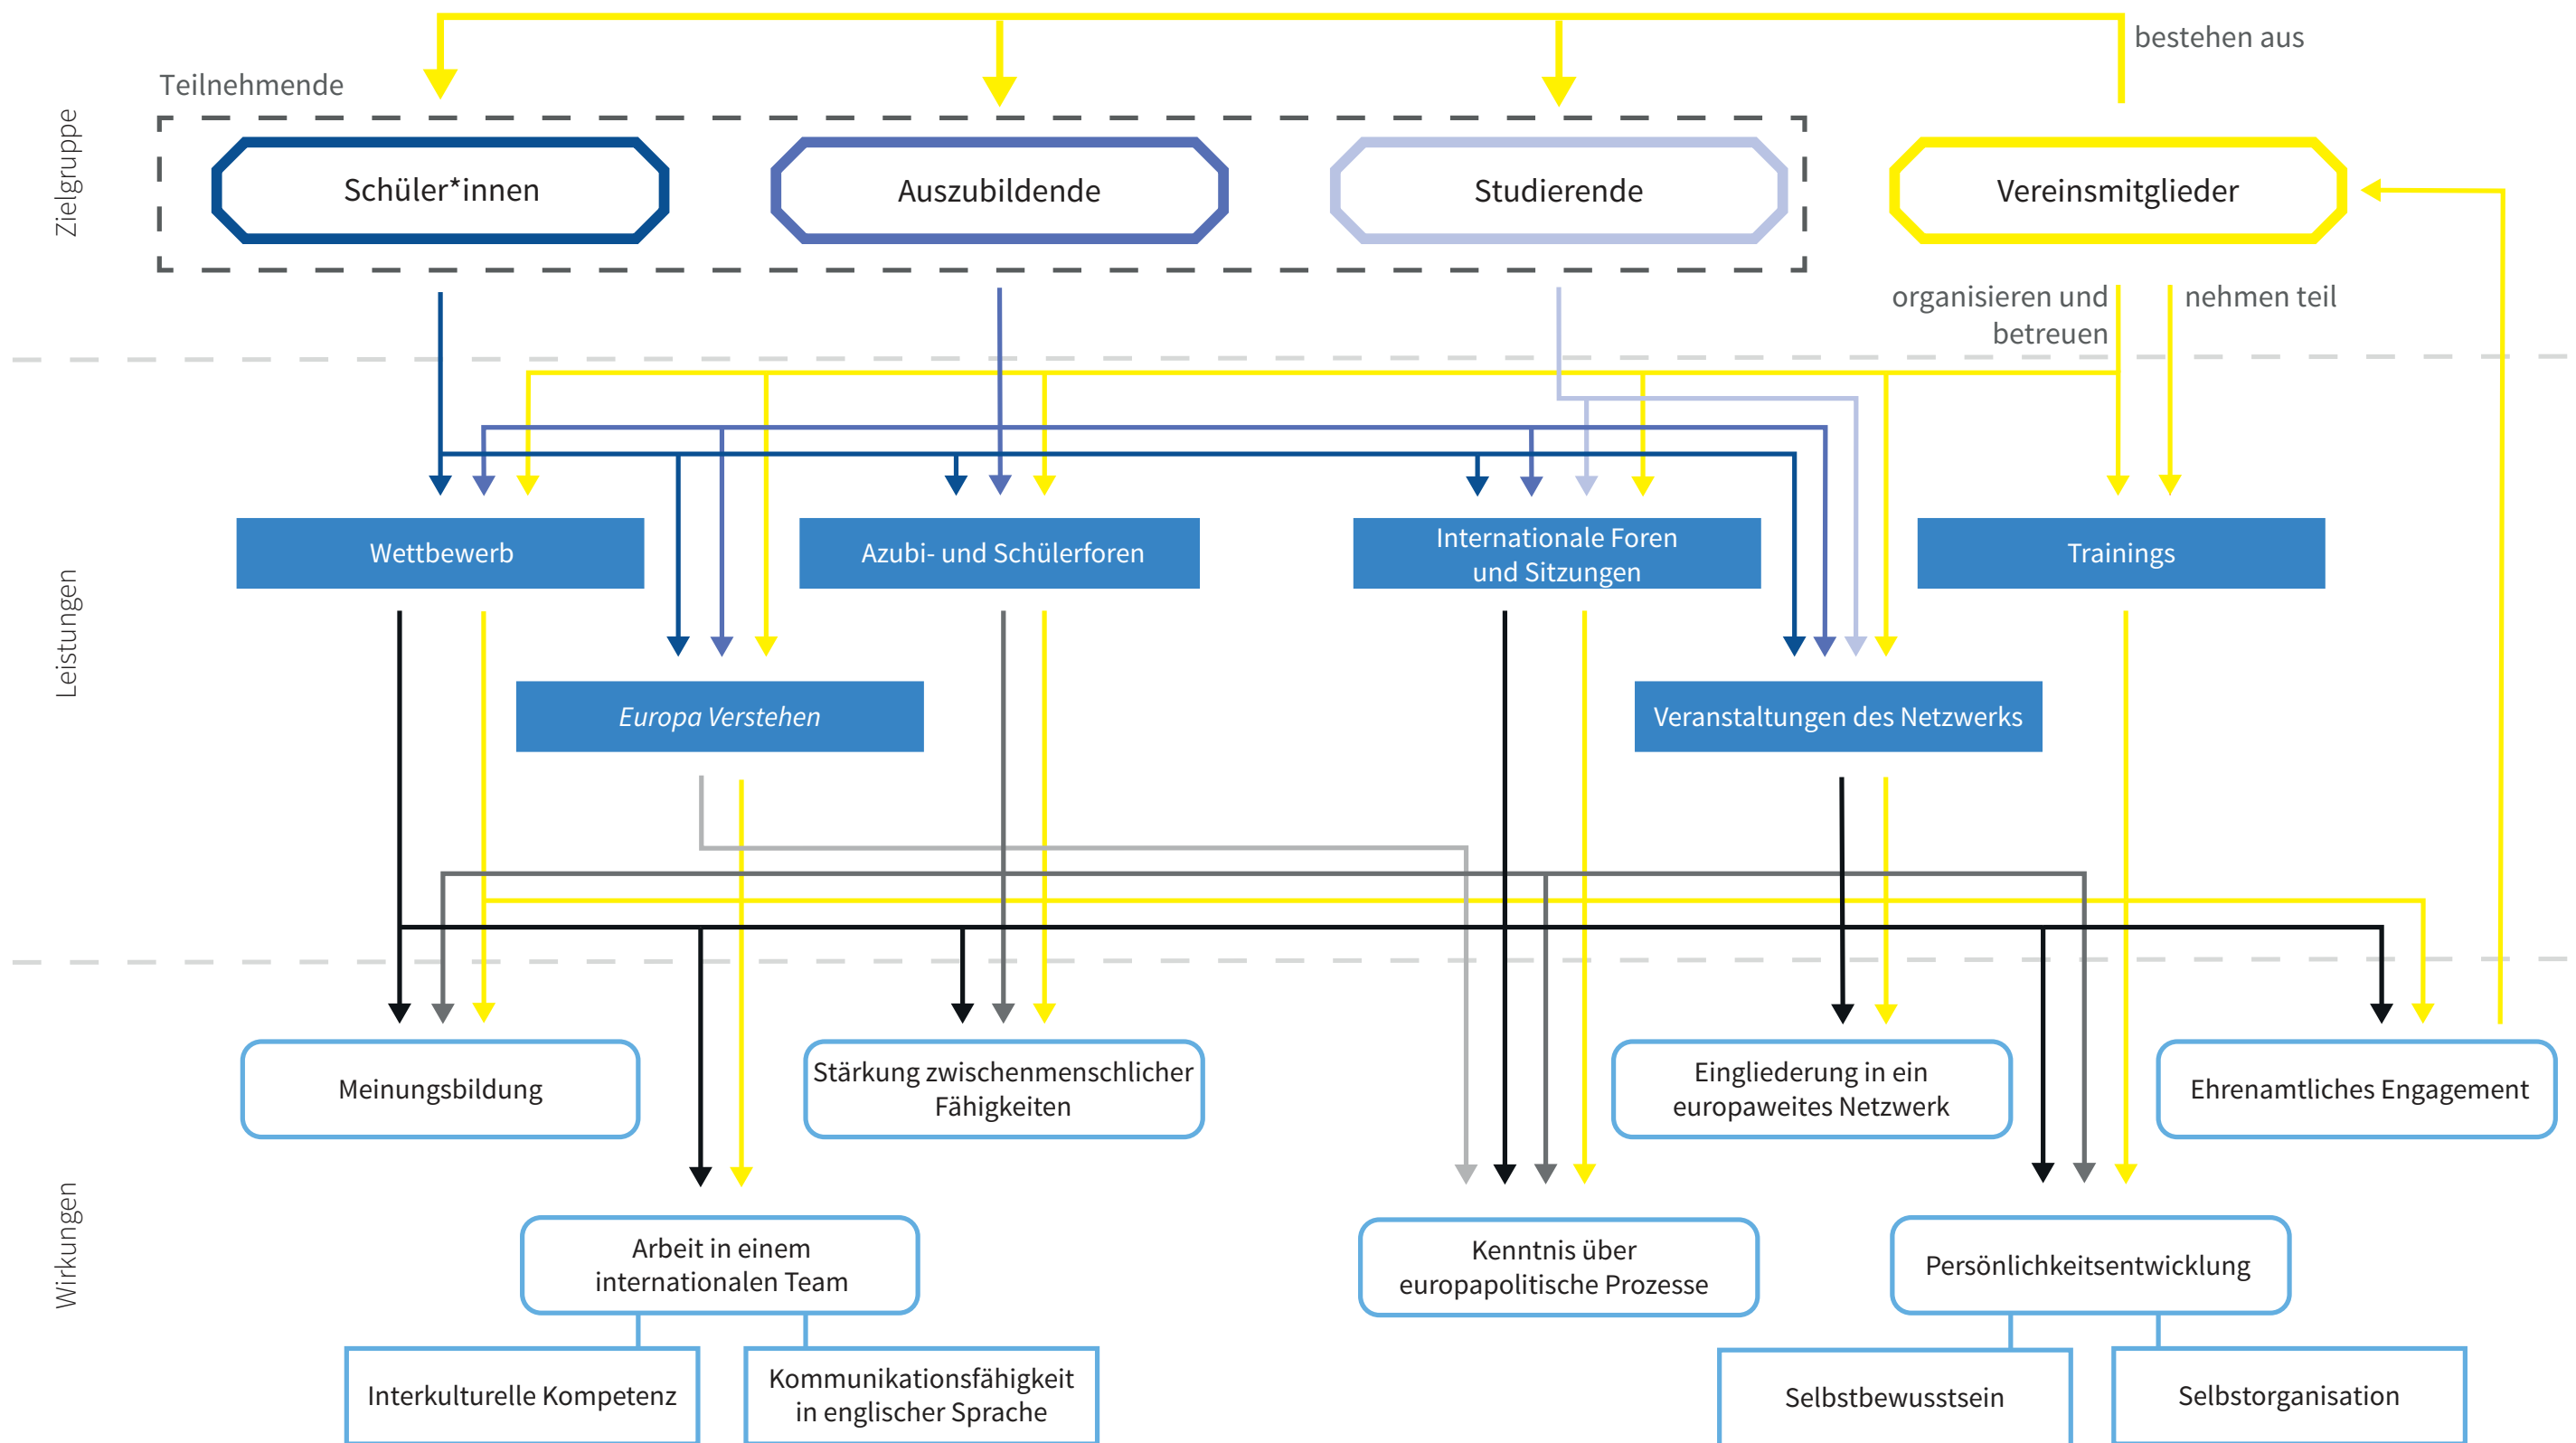 bestehen aus
Teilnehmende
Zielgruppe
Schüler*innen
Auszubildende
Studierende
Vereinsmitglieder
organisieren und
betreuen
nehmen teil
Leistungen
Wettbewerb
Azubi- und Schülerforen
Internationale Foren
und Sitzungen
Trainings
Europa Verstehen
Veranstaltungen des Netzwerks
Wirkungen
Meinungsbildung
Stärkung zwischenmenschlicher
Fähigkeiten
Eingliederung in ein
europaweites Netzwerk
Ehrenamtliches Engagement
Arbeit in einem
internationalen Team
Kenntnis über
europapolitische Prozesse
Persönlichkeitsentwicklung
Interkulturelle Kompetenz
Kommunikationsfähigkeit
in englischer Sprache
Selbstbewusstsein
Selbstorganisation